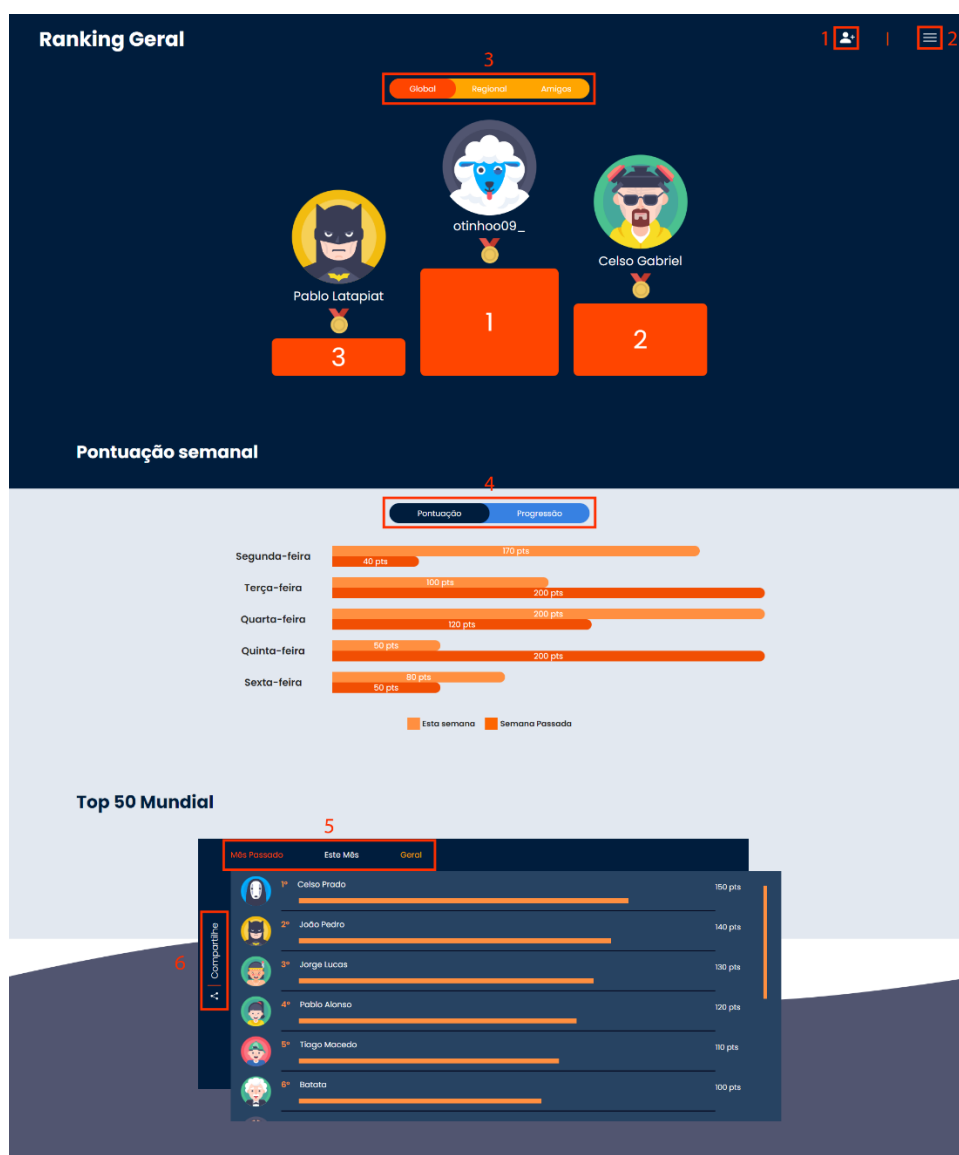 Ranking Geral
1
|
2
3
Global Regional Amigos
otinhoo09_
Celso Gabriel
Pablo Latapiat
1
2
3
Pontuação semanal
4
Pontuação Progressão
Segunda-feira 170 pts
40 pts
Terça-feira 100 pts
200 pts
Quarta-feira 200 pts
120 pts
Quinta-feira 50 pts
200 pts
Sexta-feira 80 pts
50 pts
Esta semana Semana Passada
Top 50 Mundial
5
Mês Passado Este Mês Geral
1º Celso Prado 150 pts
2º João Pedro 140 pts
3º Jorge Lucas 130 pts
4º Pablo Alonso 120 pts
5º Tiago Macedo 110 pts
6º Batata 100 pts
6
Compartilhe